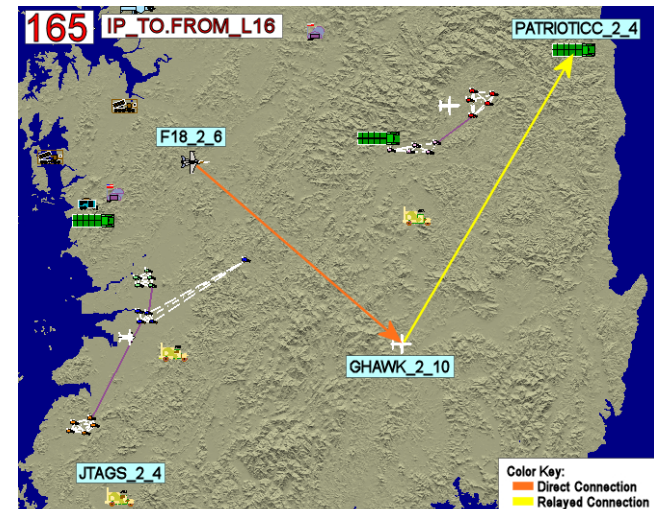 165 IP_TO.FROM_L16
PATRIOTICC_2_4
F18_2_6
GHAWK_2_10
JTAGS_2_4
Color Key:
Direct Connection
Relayed Connection